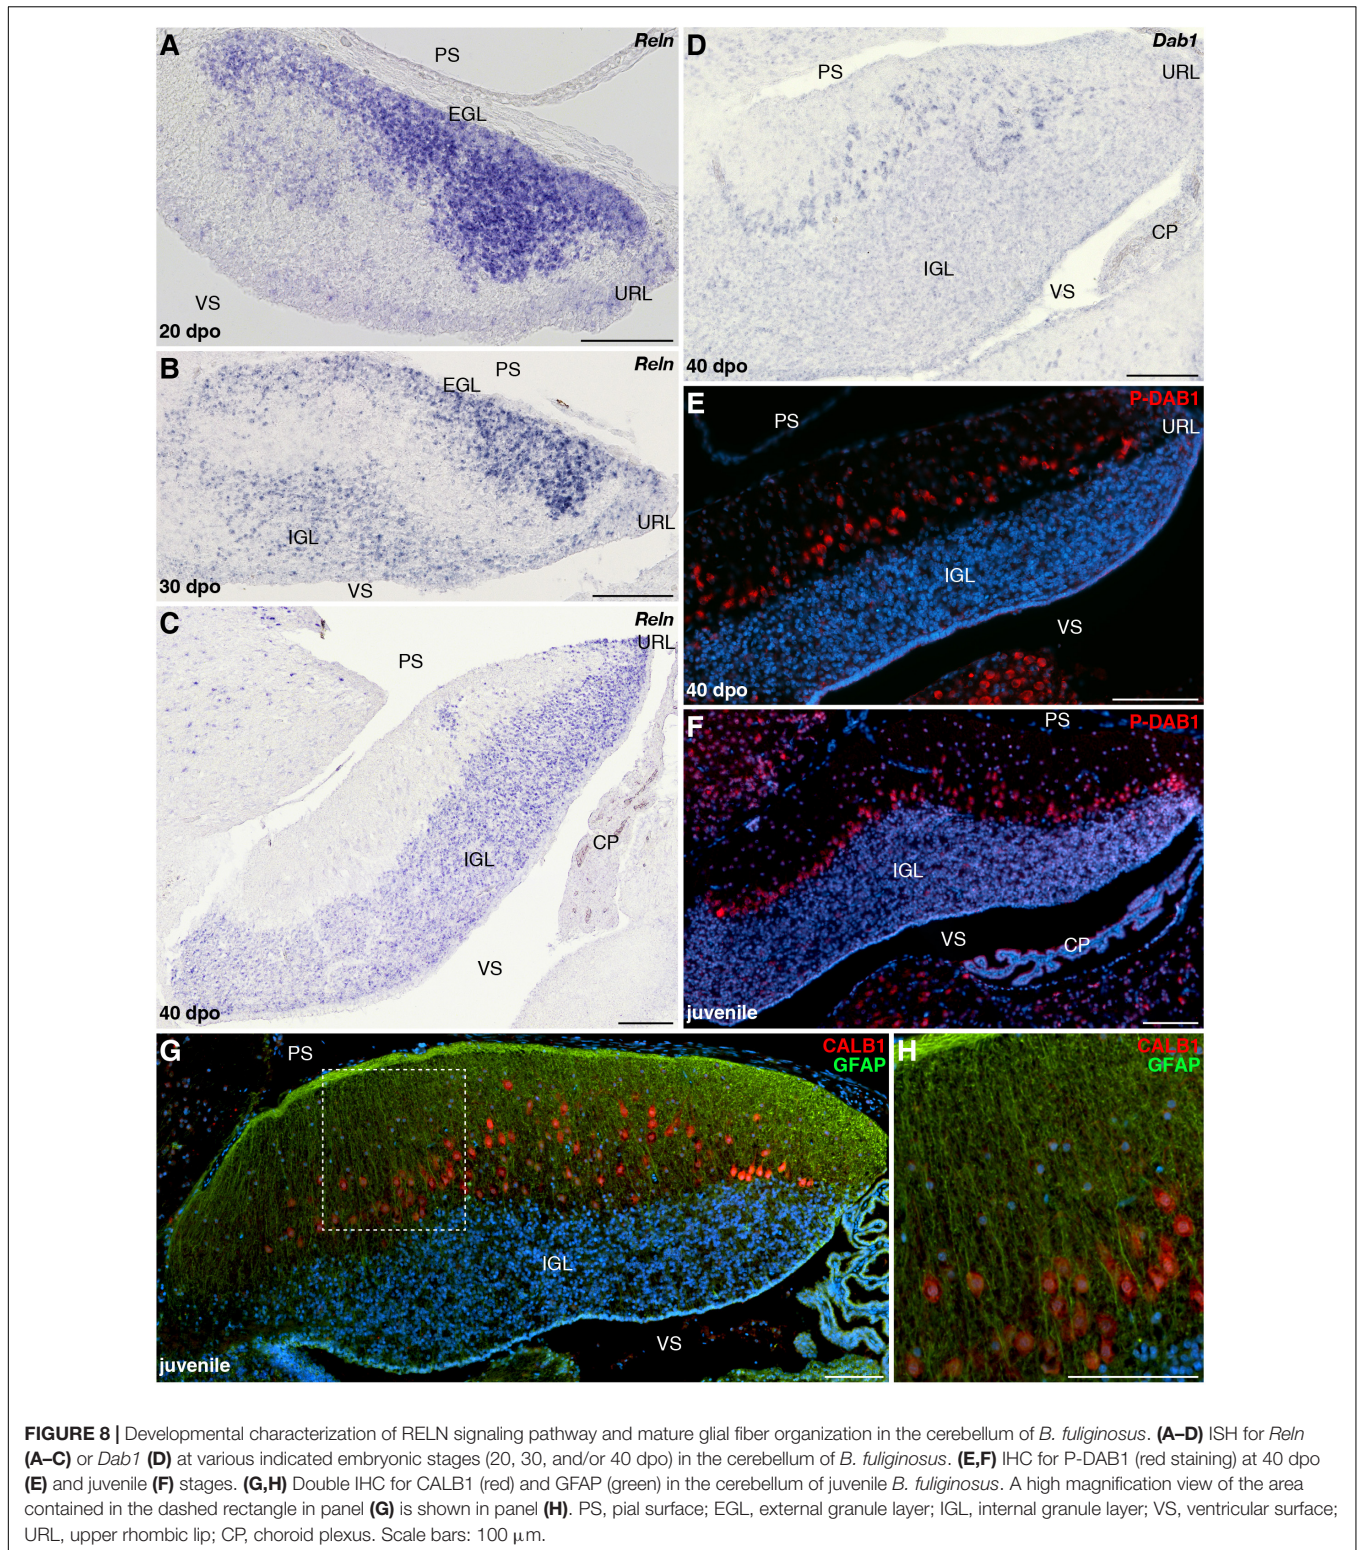 A
Reln
PS
EGL
URL
VS
20 dpo
B
Reln
PS
EGL
IGL
URL
VS
30 dpo
C
Reln
URL
PS
IGL
CP
VS
40 dpo
D
Dab1
PS
URL
CP
IGL
VS
40 dpo
E
P-DAB1
PS
URL
IGL
VS
40 dpo
F
PS
P-DAB1
IGL
VS
CP
juvenile
G
PS
CALB1
GFAP
IGL
VS
juvenile
H
CALB1
GFAP
FIGURE 8 | Developmental characterization of RELN signaling pathway and mature glial fiber organization in the cerebellum of B. fuliginosus. (A–D) ISH for Reln
(A–C) or Dab1 (D) at various indicated embryonic stages (20, 30, and/or 40 dpo) in the cerebellum of B. fuliginosus. (E,F) IHC for P-DAB1 (red staining) at 40 dpo
(E) and juvenile (F) stages. (G,H) Double IHC for CALB1 (red) and GFAP (green) in the cerebellum of juvenile B. fuliginosus. A high magnification view of the area
contained in the dashed rectangle in panel (G) is shown in panel (H). PS, pial surface; EGL, external granule layer; IGL, internal granule layer; VS, ventricular surface;
URL, upper rhombic lip; CP, choroid plexus. Scale bars: 100 μm.